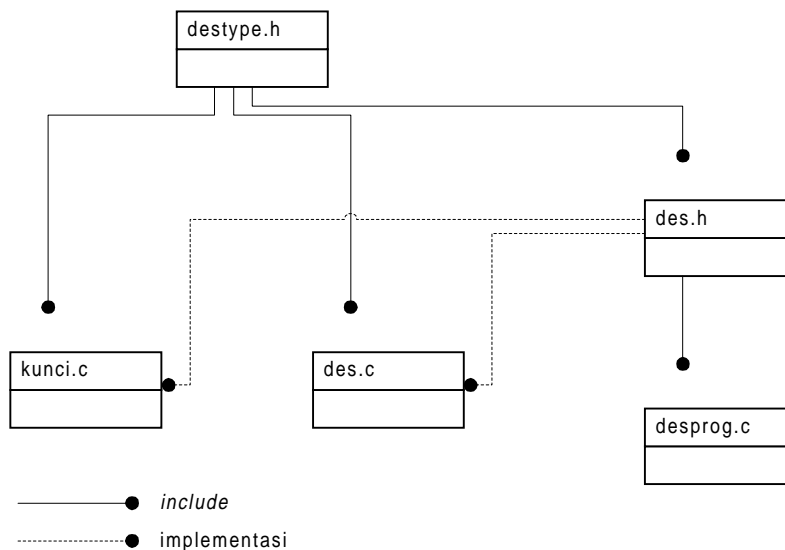 destype.h
des.h
kunci.c
des.c
desprog.c
include
implementasi